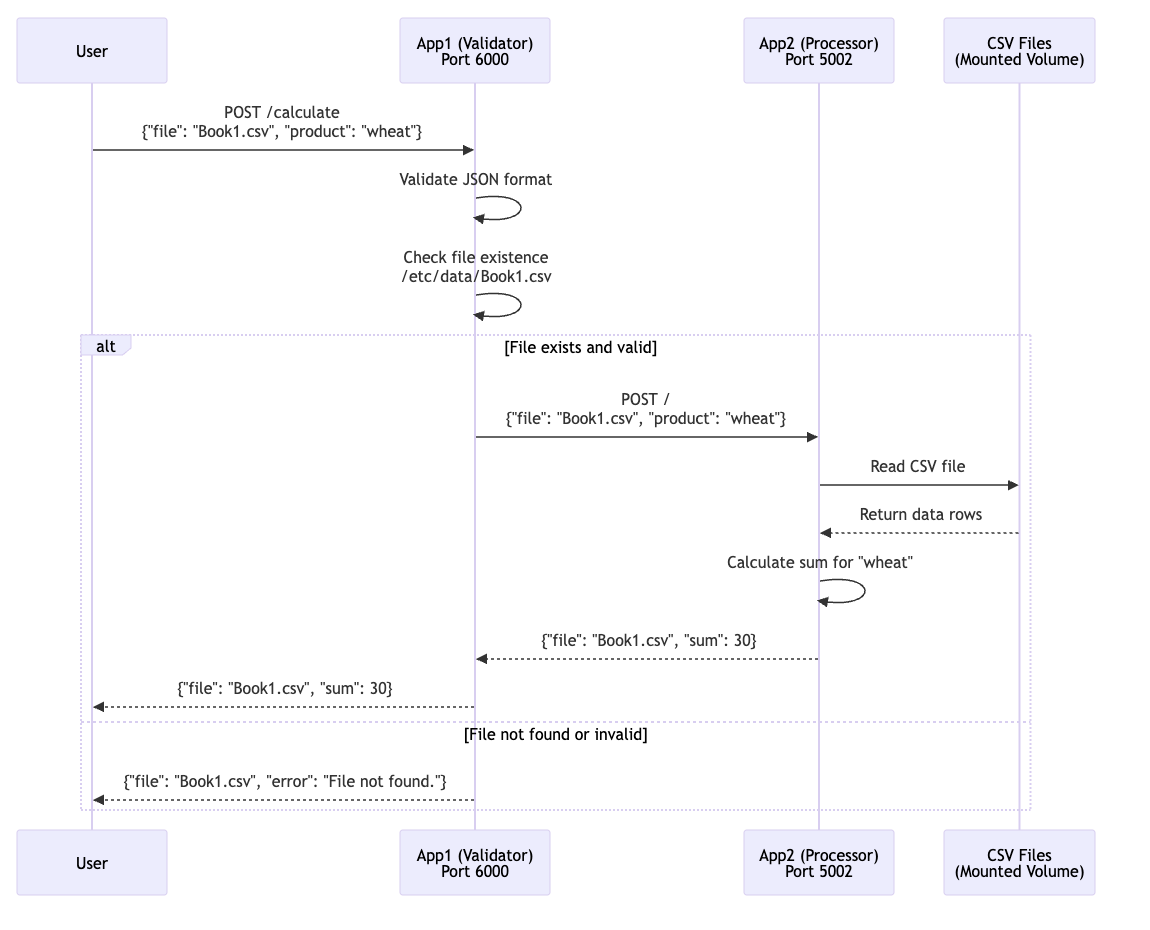 User
App1 (Validator)
Port 6000
App2 (Processor)
Port 5002
CSV Files
(Mounted Volume)
POST /calculate
{"file": "Book1.csv", "product": "wheat"}
Validate JSON format
Check file existence
/etc/data/Book1.csv
alt
[File exists and valid]
POST /
{"file": "Book1.csv", "product": "wheat"}
Read CSV file
Return data rows
Calculate sum for "wheat"
{"file": "Book1.csv", "sum": 30}
{"file": "Book1.csv", "sum": 30}
[File not found or invalid]
{"file": "Book1.csv", "error": "File not found."}
User
App1 (Validator)
Port 6000
App2 (Processor)
Port 5002
CSV Files
(Mounted Volume)